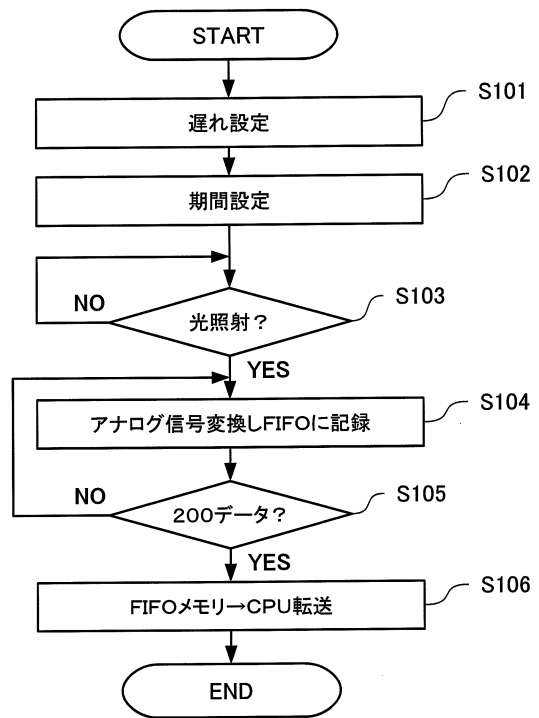 START
遅れ設定
S101
期間設定
S102
光照射？
S103
NO
YES
アナログ信号変換しFIFOに記録
S104
200データ？
S105
NO
YES
FIFOメモリ→CPU転送
S106
END